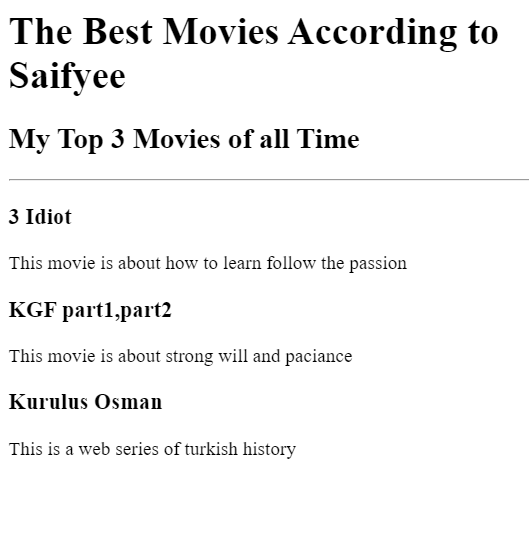 The Best Movies According to
Saifyee
My Top 3 Movies of all Time
3 Idiot
This movie is about how to learn follow the passion
KGF part1,part2
This movie is about strong will and paciance
Kurulus Osman
This is a web series of turkish history